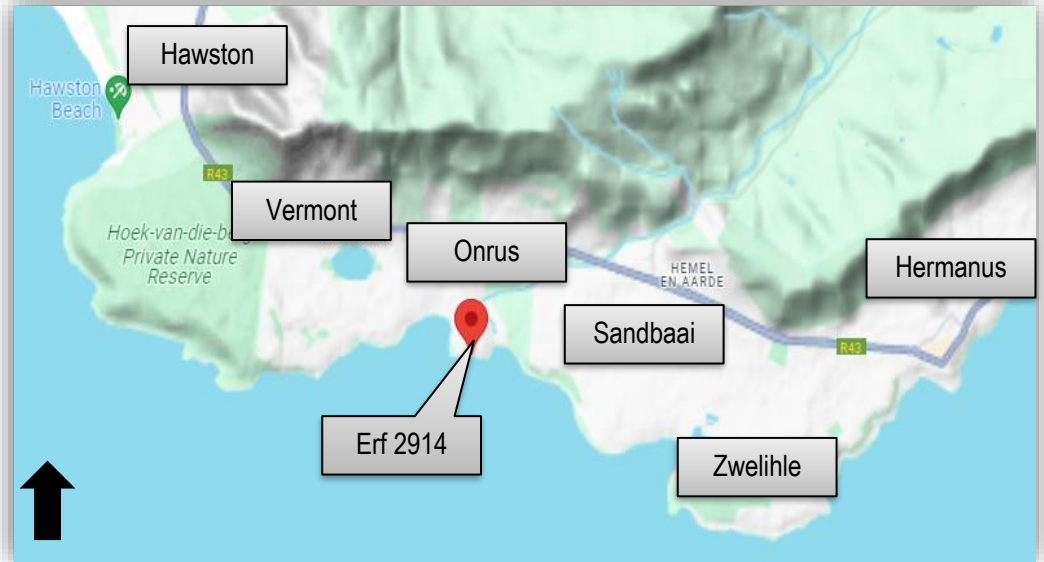 Hawston
Hawston
Beach
R43
Vermont
Hoek-van-die-be
Private Nature
Reserve
Onrus
HEMEL
EN AARDE
Hermanus
Sandbaai
R43
Erf 2914
Zwelihle